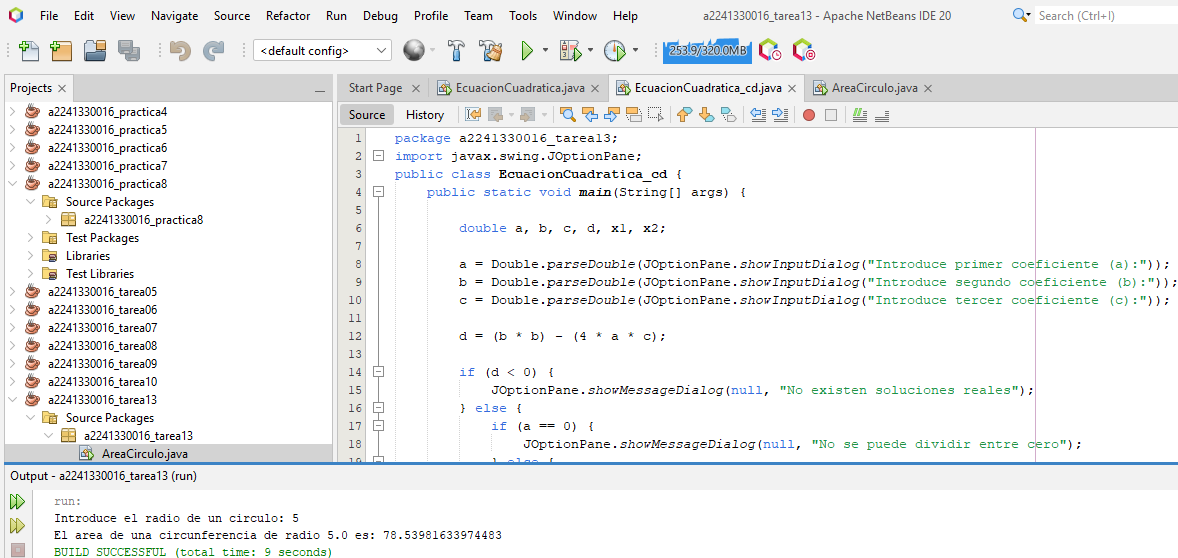 File Edit View Navigate Source Refactor Run Debug Profile Team Tools Window Help a2241330016_tarea13 - Apache NetBeans IDE 20 Search (Ctrl+I)
<default config> 253.9/320.0MB
Projects Start Page EcuacionCuadratica.java EcuacionCuadratica_cd.java AreaCirculo.java
Source History
a2241330016_practica4
a2241330016_practica5
a2241330016_practica6
a2241330016_practica7
a2241330016_practica8
Source Packages
a2241330016_practica8
Test Packages
Libraries
Test Libraries
a2241330016_tarea05
a2241330016_tarea06
a2241330016_tarea07
a2241330016_tarea08
a2241330016_tarea09
a2241330016_tarea10
a2241330016_tarea13
Source Packages
a2241330016_tarea13
AreaCirculo.java
1 package a2241330016_tarea13;
2 import javax.swing.JOptionPane;
3 public class EcuacionCuadratica_cd {
4 public static void main(String[] args) {
5
6 double a, b, c, d, x1, x2;
7
8 a = Double.parseDouble(JOptionPane.showInputDialog("Introduce primer coeficiente (a):"));
9 b = Double.parseDouble(JOptionPane.showInputDialog("Introduce segundo coeficiente (b):"));
10 c = Double.parseDouble(JOptionPane.showInputDialog("Introduce tercer coeficiente (c):"));
11
12 d = (b * b) - (4 * a * c);
13
14 if (d < 0) {
15 JOptionPane.showMessageDialog(null, "No existen soluciones reales");
16 } else {
17 if (a == 0) {
18 JOptionPane.showMessageDialog(null, "No se puede dividir entre cero");
19 } else {
Output - a2241330016_tarea13 (run)
run:
Introduce el radio de un circulo: 5
El area de una circunferencia de radio 5.0 es: 78.53981633974483
BUILD SUCCESSFUL (total time: 9 seconds)